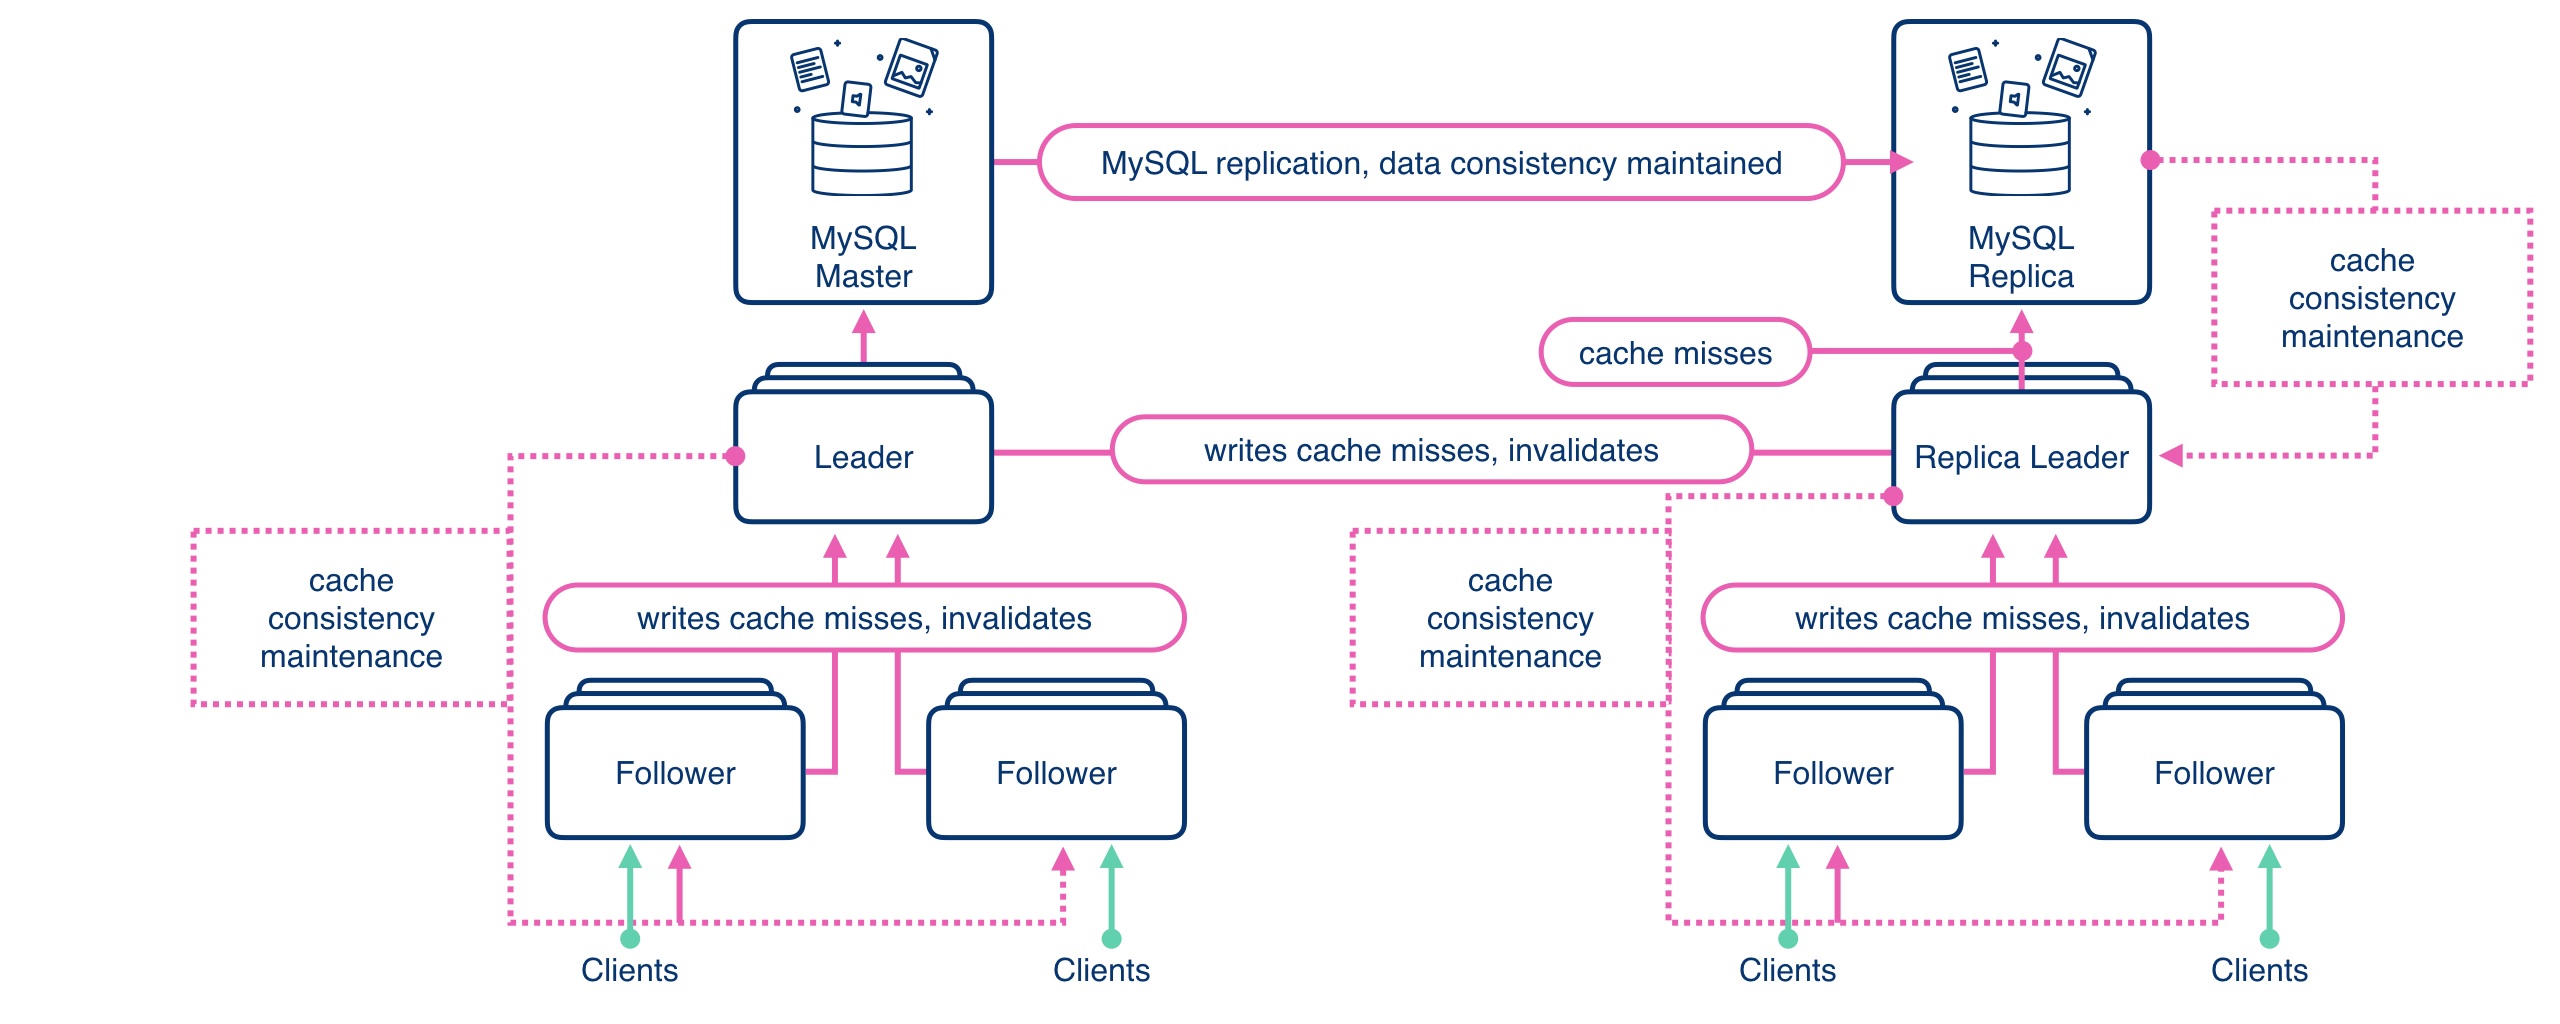 MySQL replication, data consistency maintained
MySQL
Master
MySQL
Replica
cache
consistency
maintenance
cache misses
Leader
writes cache misses, invalidates
Replica Leader
cache
consistency
maintenance
writes cache misses, invalidates
cache
consistency
maintenance
writes cache misses, invalidates
Follower
Follower
Follower
Follower
Clients
Clients
Clients
Clients